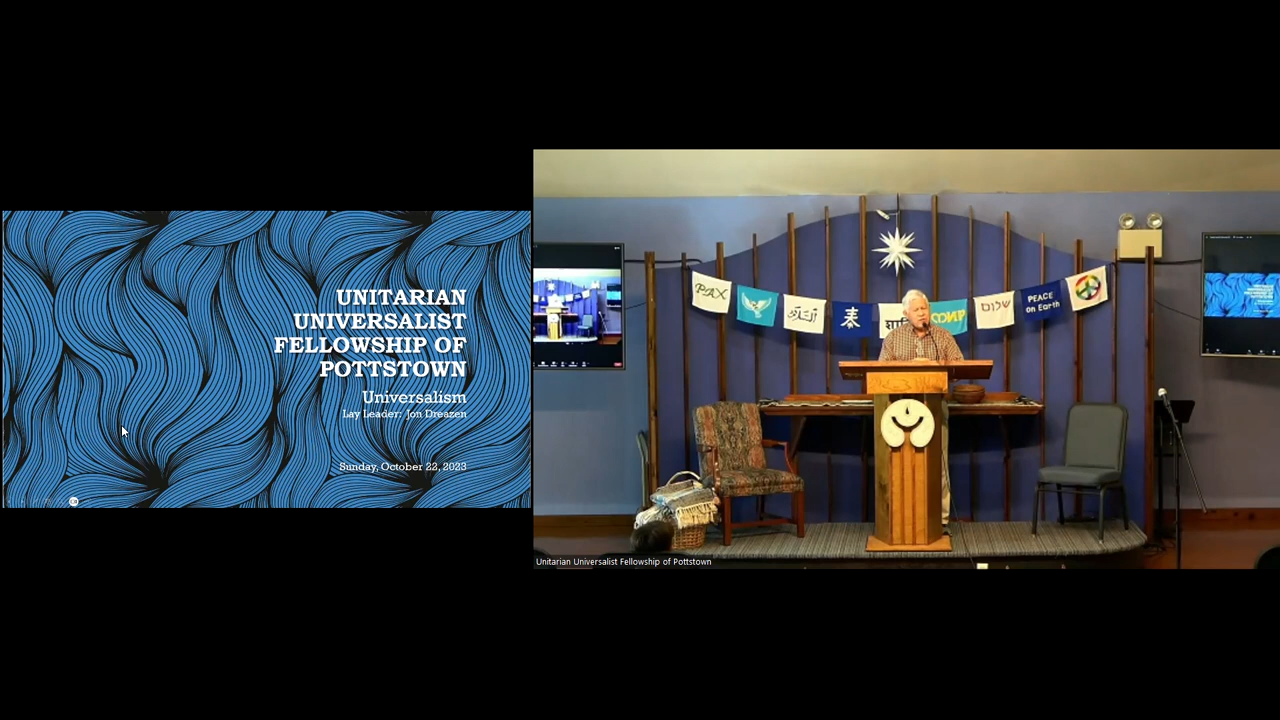 UNITARIAN
UNIVERSALIST
FELLOWSHIP OF
POTTSTOWN
Universalism
Lay Leader: Jon Dreazen
Sunday, October 22, 2023
PAX
泰
שלום
PEACE
on Earth
Unitarian Universalist Fellowship of Pottstown